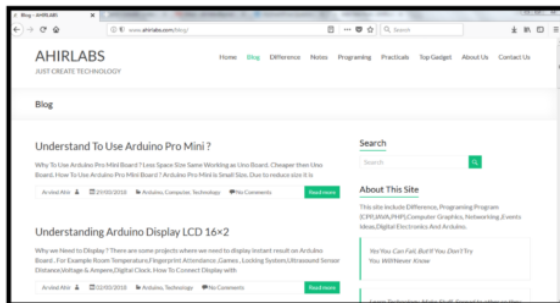 Blog – AHIRLABS
www.ahirlabs.com/blog/
Search
AHIRLABS
JUST CREATE TECHNOLOGY
Home Blog Difference Notes Programing Practicals Top Gadget About Us Contact Us
Blog
Understand To Use Arduino Pro Mini ?
Why To Use Arduino Pro Mini Board ? Less Space Size Same Working as Uno Board. Cheaper then Uno
Board. How To Use Arduino Pro Mini Board ? Arduino Pro Mini is Small Size. Due to reduce size it is
Arvind Ahir 29/03/2018 Arduino, Computer, Technology No Comments Read more
Understanding Arduino Display LCD 16×2
Why we Need to Display ? There are some projects where we need to display instant result on Arduino
Board . For Example Room Temperature,Fingerprint Attendance ,Games , Locking System,Ultrasound Sensor
Distance,Voltage & Ampere,Digital Clock. How To Connect Display with
Arvind Ahir 02/03/2018 Arduino, Technology No Comments Read more
Search
Search
About This Site
This site include Difference, Programing Program
(CPP,JAVA,PHP),Computer Graphics, Networking ,Events
Ideas,Digital Electronics And Arduino.
Yes You Can Fail, But If You Don't Try
You Will Never Know